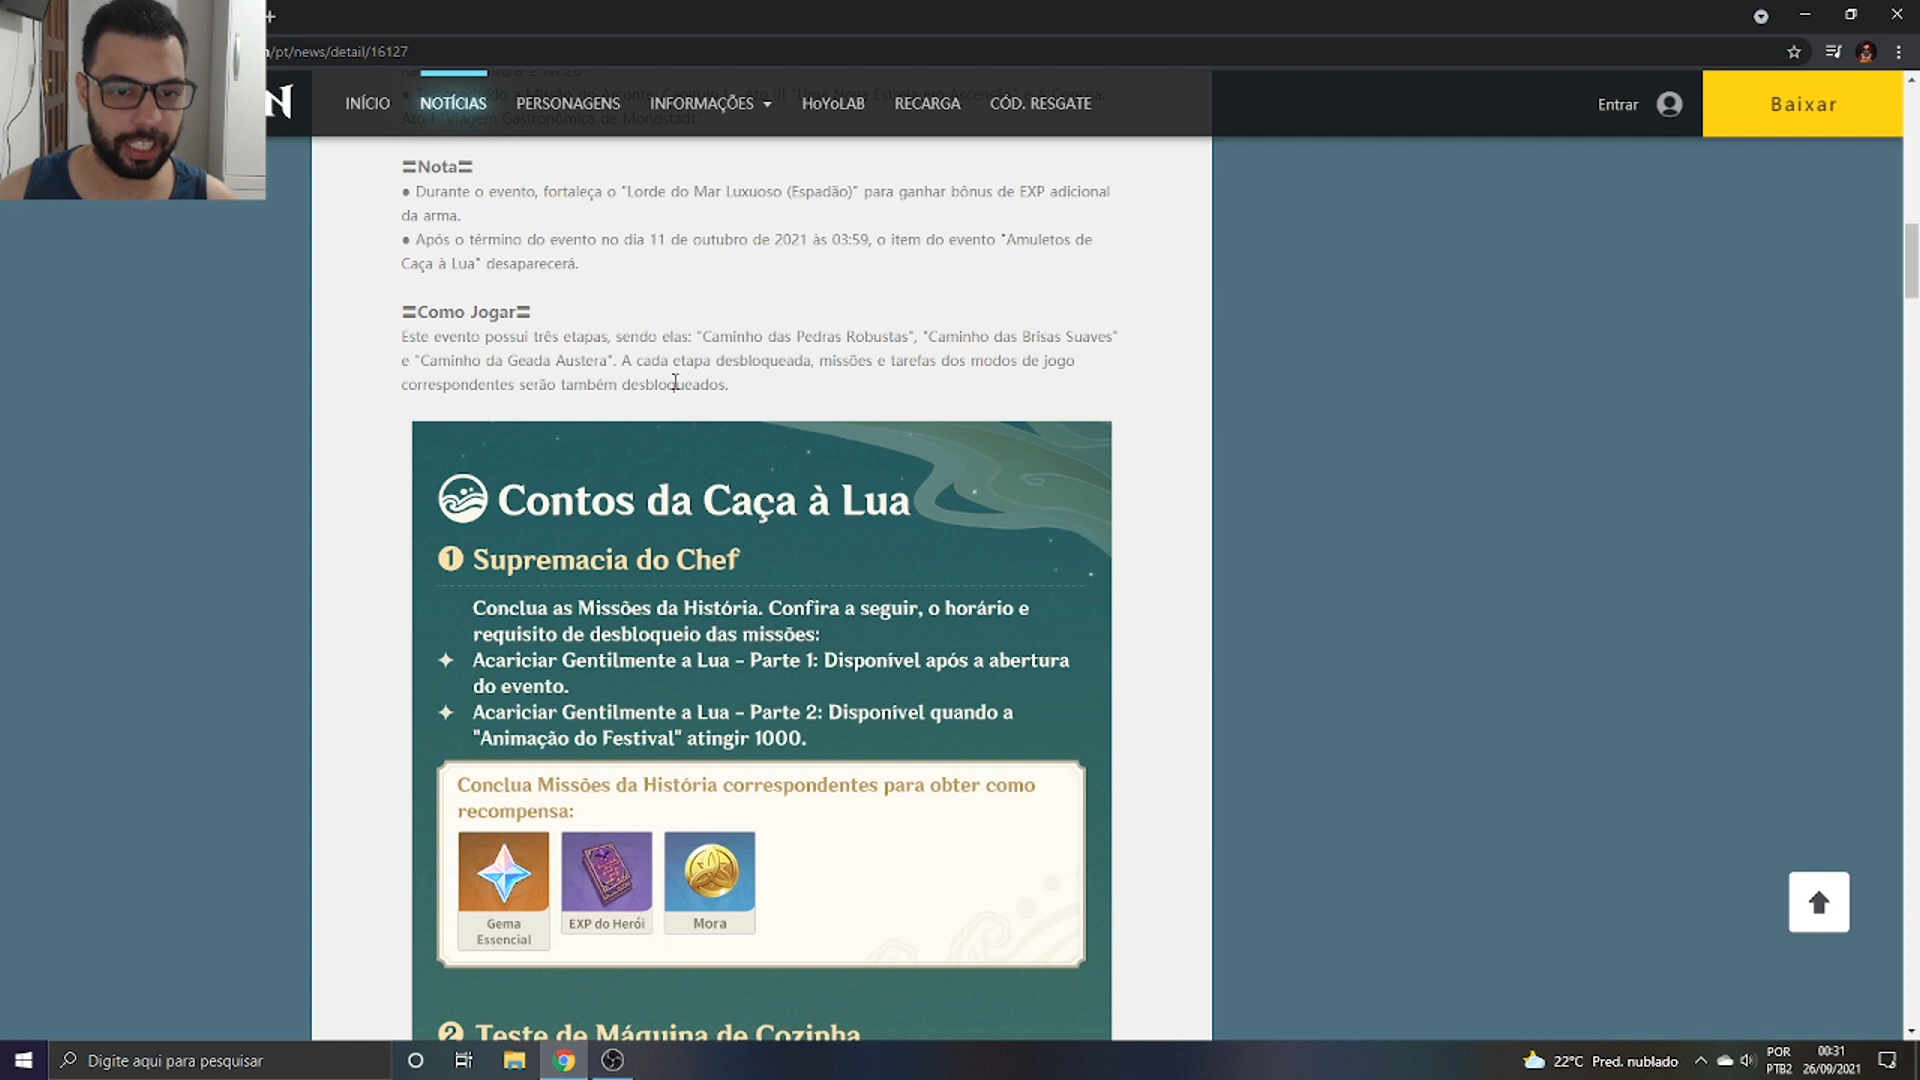 /pt/news/detail/16127
INÍCIO
NOTÍCIAS
PERSONAGENS
INFORMAÇÕES
HoYoLAB
RECARGA
CÓD. RESGATE
Entrar
Baixar
Ato I "Viagem Gastronômica de Mondstadt"
〓Nota〓
● Durante o evento, fortaleça o "Lorde do Mar Luxuoso (Espadão)" para ganhar bônus de EXP adicional
da arma.
● Após o término do evento no dia 11 de outubro de 2021 às 03:59, o item do evento "Amuletos de
Caça à Lua" desaparecerá.
〓Como Jogar〓
Este evento possui três etapas, sendo elas: "Caminho das Pedras Robustas", "Caminho das Brisas Suaves"
e "Caminho da Geada Austera". A cada etapa desbloqueada, missões e tarefas dos modos de jogo
correspondentes serão também desbloqueados.
Contos da Caça à Lua
1 Supremacia do Chef
Conclua as Missões da História. Confira a seguir, o horário e
requisito de desbloqueio das missões:
✦ Acariciar Gentilmente a Lua - Parte 1: Disponível após a abertura
do evento.
✦ Acariciar Gentilmente a Lua - Parte 2: Disponível quando a
"Animação do Festival" atingir 1000.
Conclua Missões da História correspondentes para obter como
recompensa:
Gema
Essencial
EXP do Herói
Mora
2 Teste de Máquina de Cozinha
Digite aqui para pesquisar
22°C Pred. nublado
POR
PTB2
00:31
26/09/2021